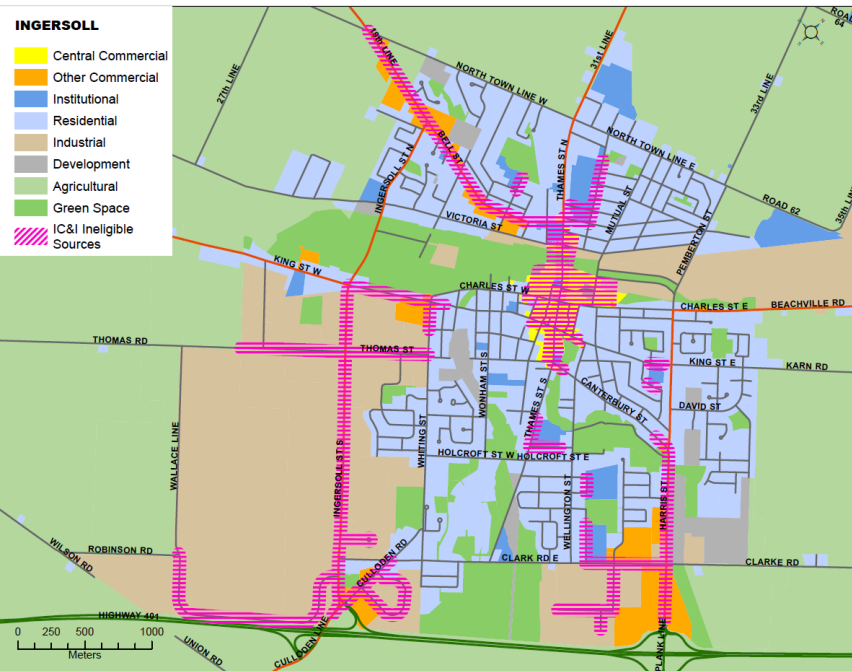 INGERSOLL
Central Commercial
Other Commercial
Institutional
Residential
Industrial
Development
Agricultural
Green Space
IC&I Ineligible
Sources
ROAD
64
19th LINE
31st LINE
27th LINE
33rd LINE
NORTH TOWN LINE W
NORTH TOWN LINE E
BELL ST
INGERSOLL ST N
THAMES ST N
MUTUAL ST
ROAD 62
35th LINE
VICTORIA ST
PEMBERTON ST
KING ST W
CHARLES ST W
CHARLES ST E
BEACHVILLE RD
THOMAS RD
THOMAS ST
KING ST E
KARN RD
WONHAM ST S
THAMES ST S
CANTERBURY ST
DAVID ST
WALLACE LINE
INGERSOLL ST S
WHITING ST
HOLCROFT ST W
HOLCROFT ST E
WELLINGTON ST
HARRIS ST
WILSON RD
ROBINSON RD
CULLODEN RD
CLARK RD E
CLARKE RD
HIGHWAY 401
UNION RD
CULLODEN LINE
PLANK LINE
0 250 500 1000
Meters